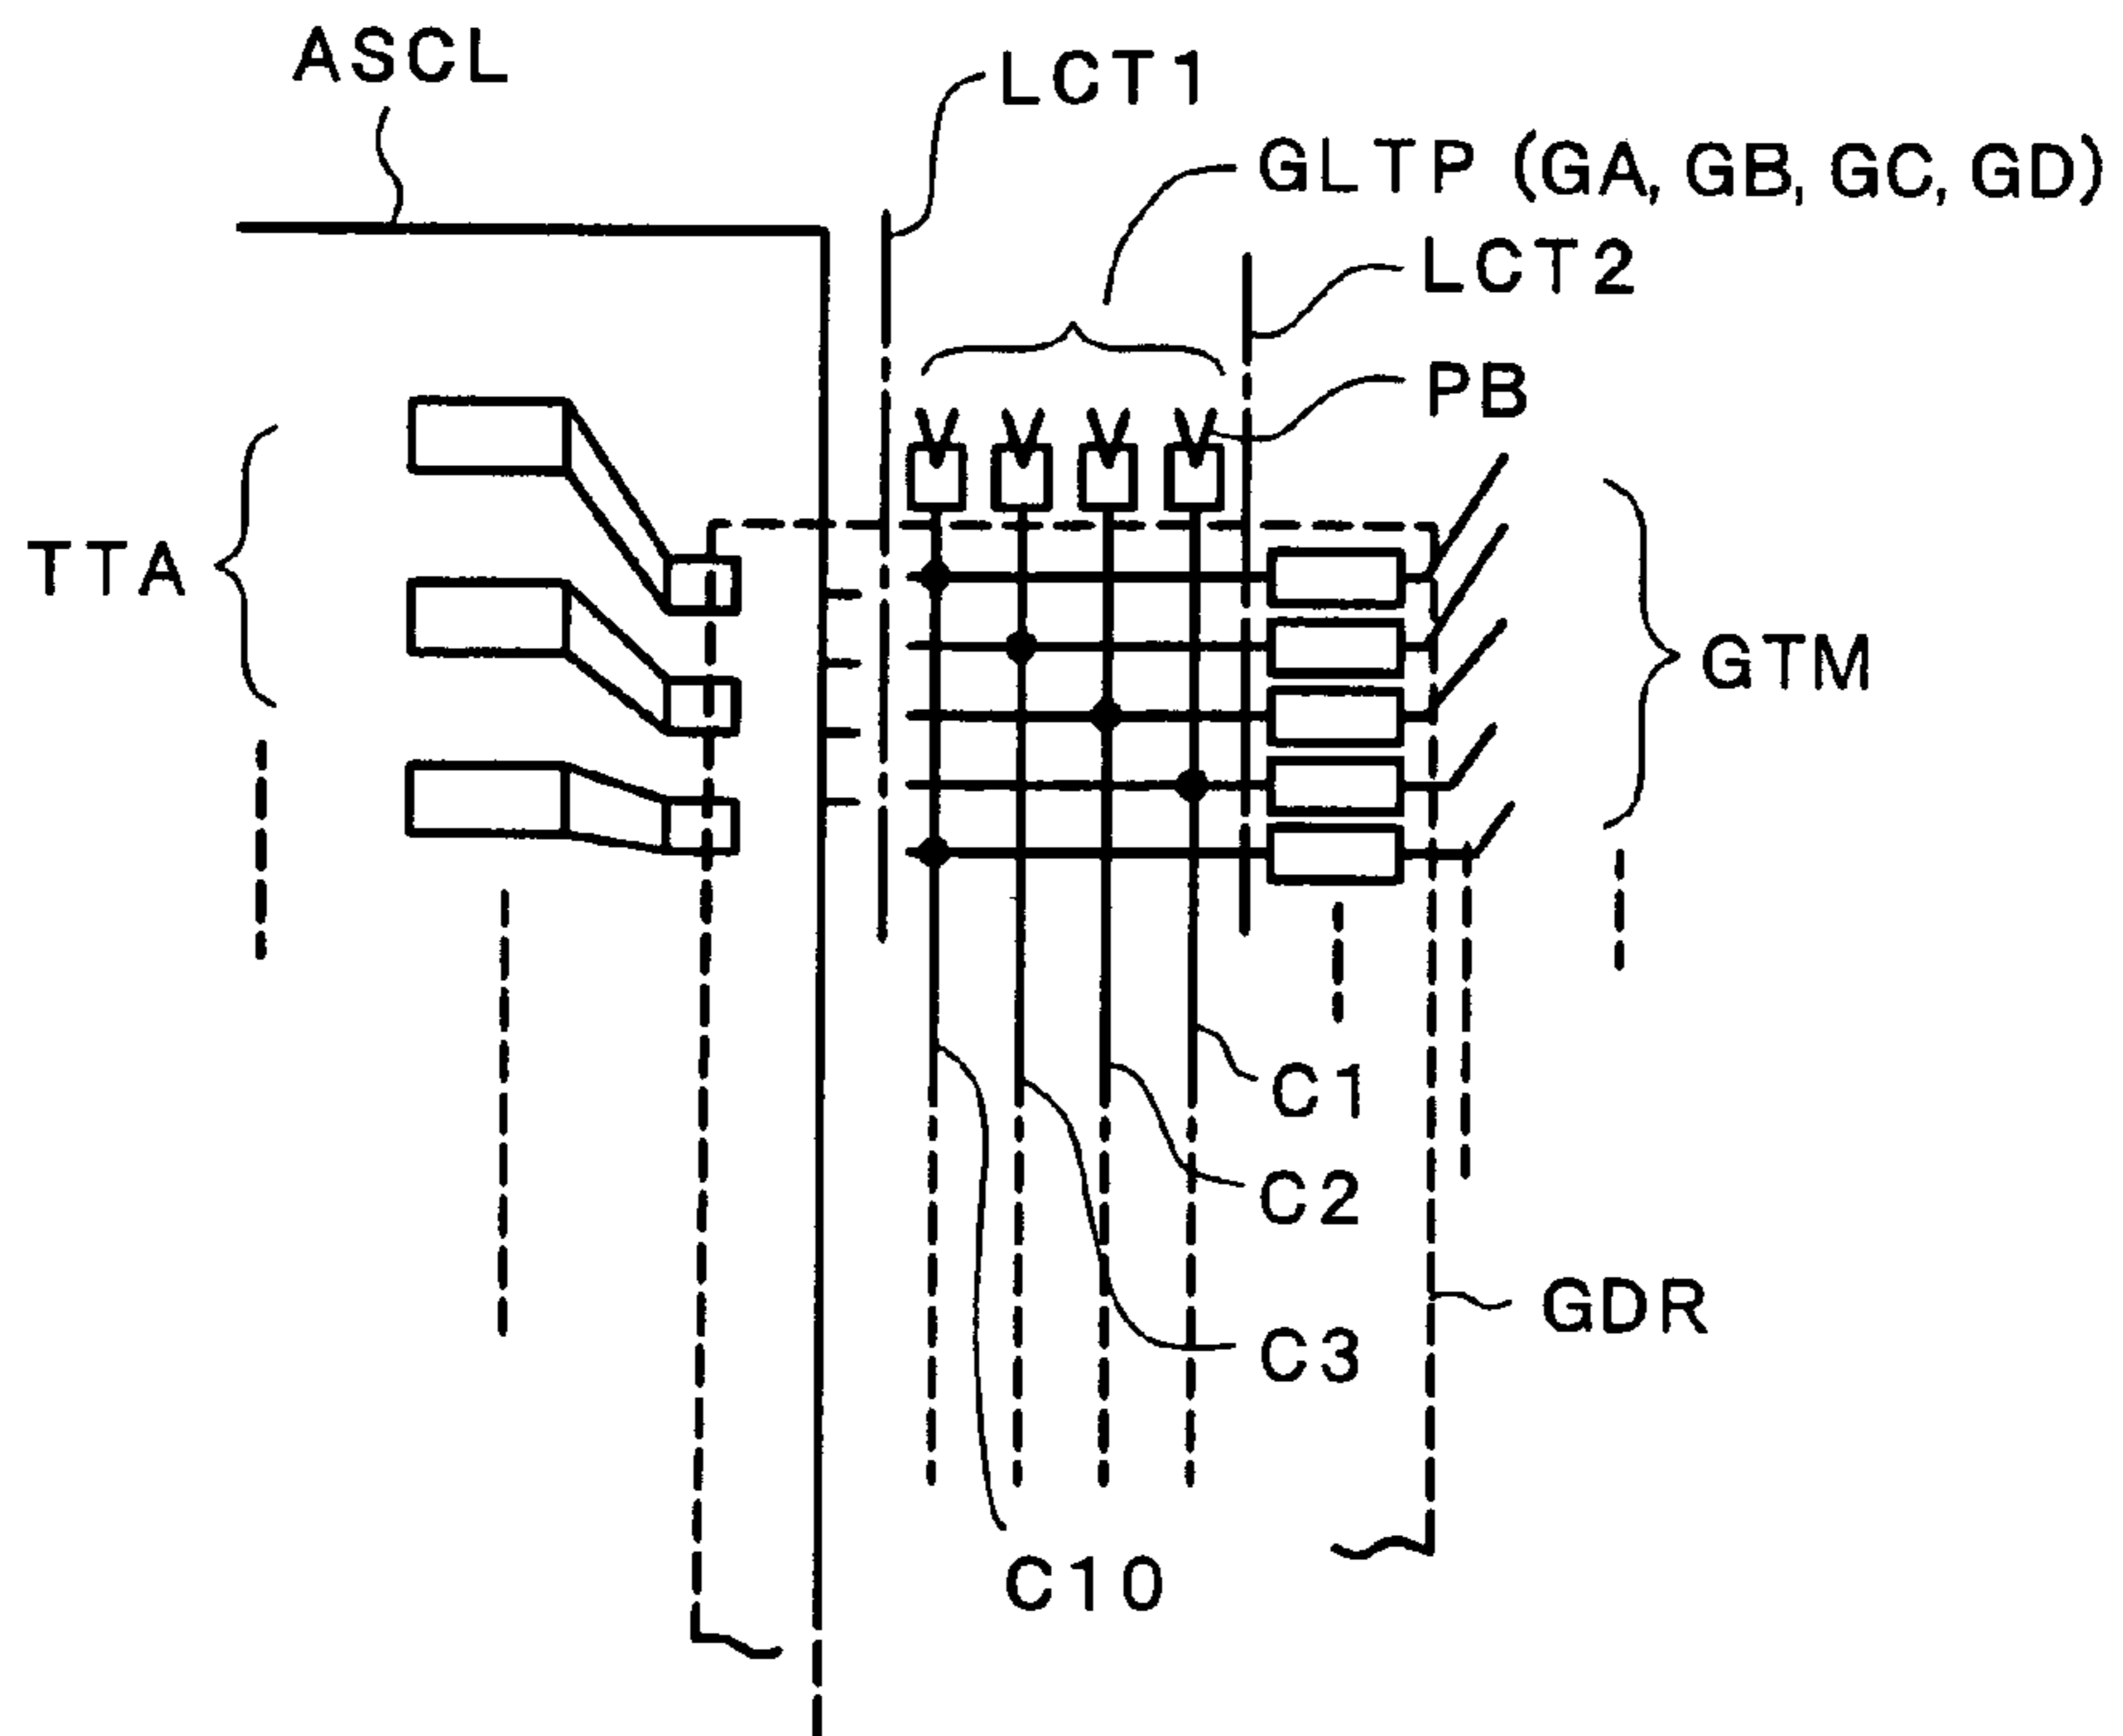 ASCL
LCT1
GLTP (GA, GB, GC, GD)
LCT2
PB
TTA
GTM
C1
C2
GDR
C3
C10